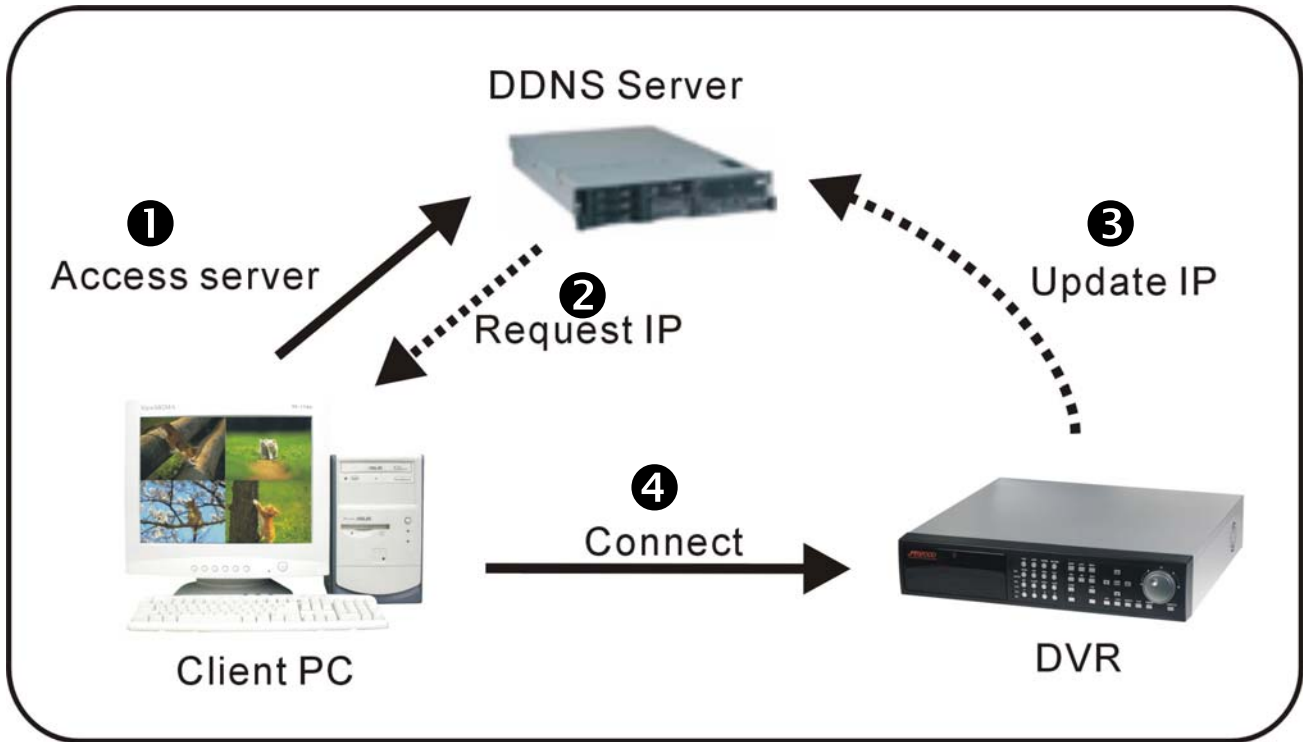 DDNS Server
❶
Access server
❷
Request IP
❸
Update IP
❹
Connect
Client PC
DVR